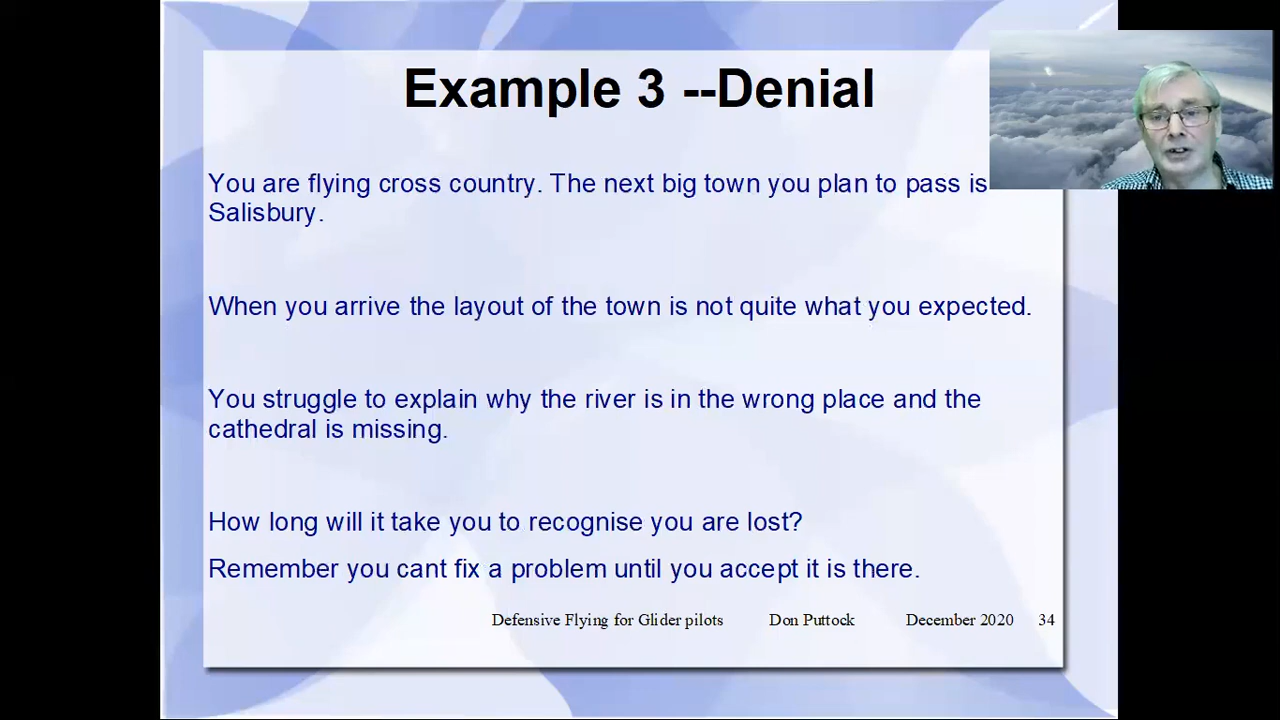 Example 3 --Denial
You are flying cross country. The next big town you plan to pass is
Salisbury.
When you arrive the layout of the town is not quite what you expected.
You struggle to explain why the river is in the wrong place and the
cathedral is missing.
How long will it take you to recognise you are lost?
Remember you cant fix a problem until you accept it is there.
Defensive Flying for Glider pilots Don Puttock December 2020 34